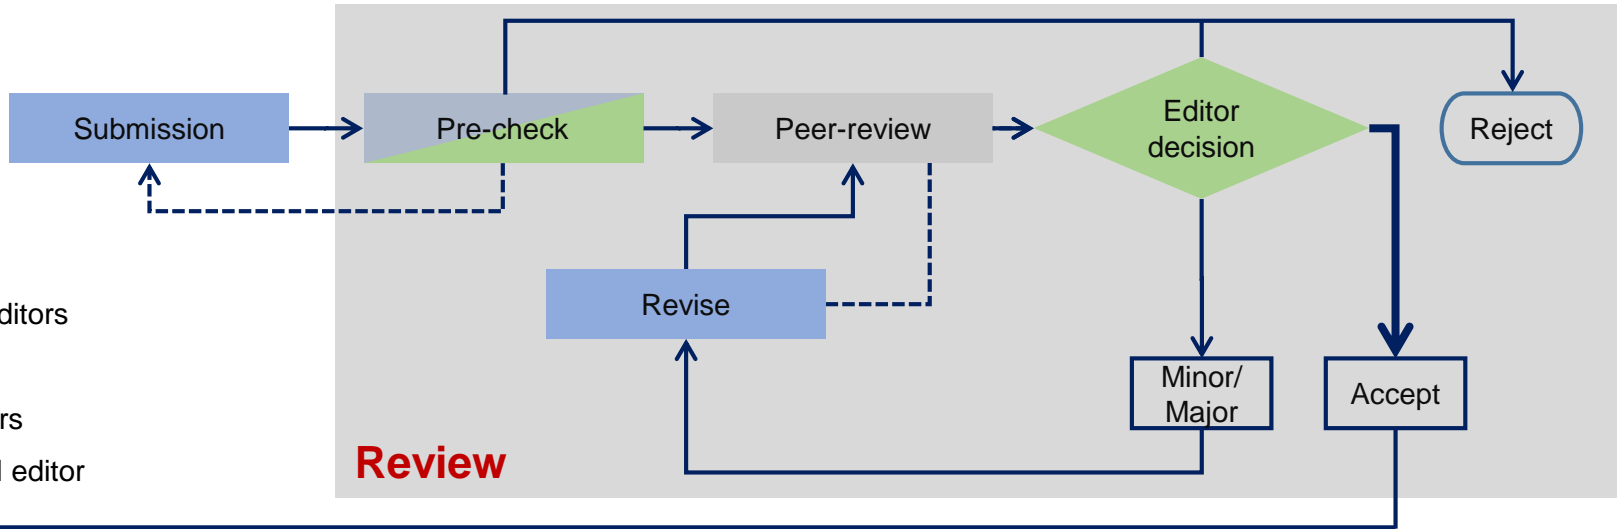 Submission
Pre-check
Peer-review
Editor
decision
Reject
Revise
Minor/
Major
Accept
Review
ditors
rs
editor